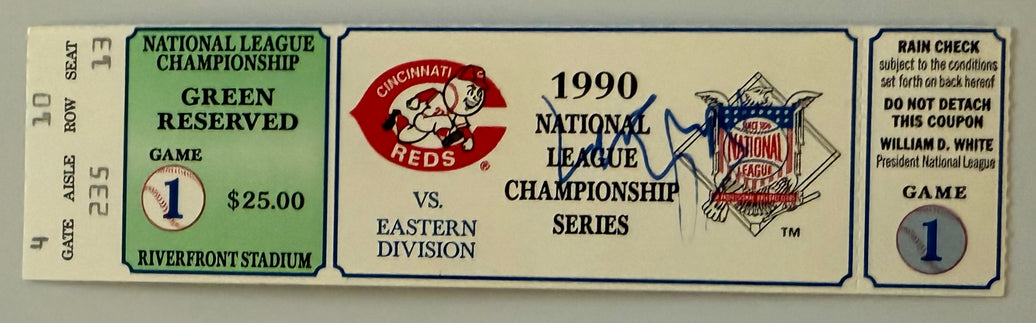 GATE 4 AISLE 235 ROW 10 SEAT 13
NATIONAL LEAGUE
CHAMPIONSHIP
GREEN
RESERVED
GAME
1
$25.00
RIVERFRONT STADIUM
CINCINNATI
REDS
®
VS.
EASTERN
DIVISION
1990
NATIONAL
LEAGUE
CHAMPIONSHIP
SERIES
SINCE 1876
NATIONAL
LEAGUE
TM
RAIN CHECK
subject to the conditions
set forth on back hereof
DO NOT DETACH
THIS COUPON
WILLIAM D. WHITE
President National League
GAME
1